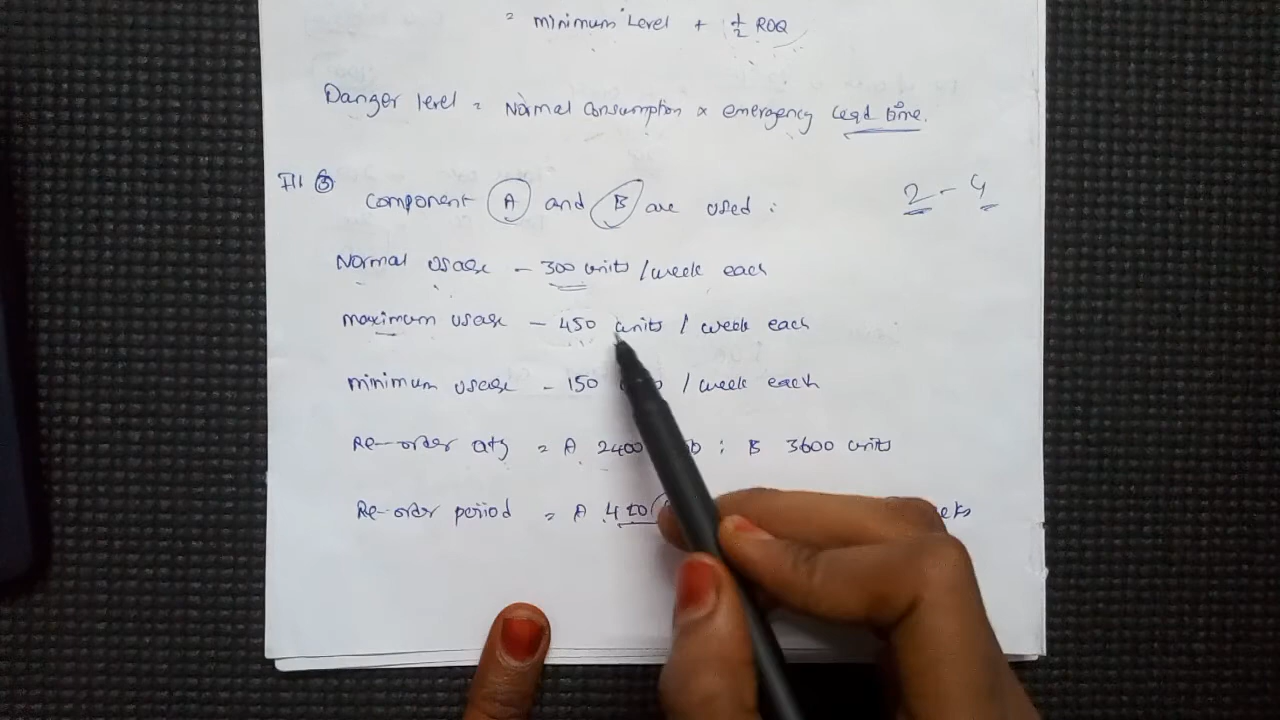 = minimum Level + 1/2 ROQ
Danger level = Normal Consumption x emergency lead time.
Ill ③
Component A and B are used : 2 - 4
Normal usage - 300 units / week each
maximum usage - 450 units / week each
minimum usage - 150 / week each
Re-order qty = A 2400 : B 3600 units
Re-order period = A 4 to